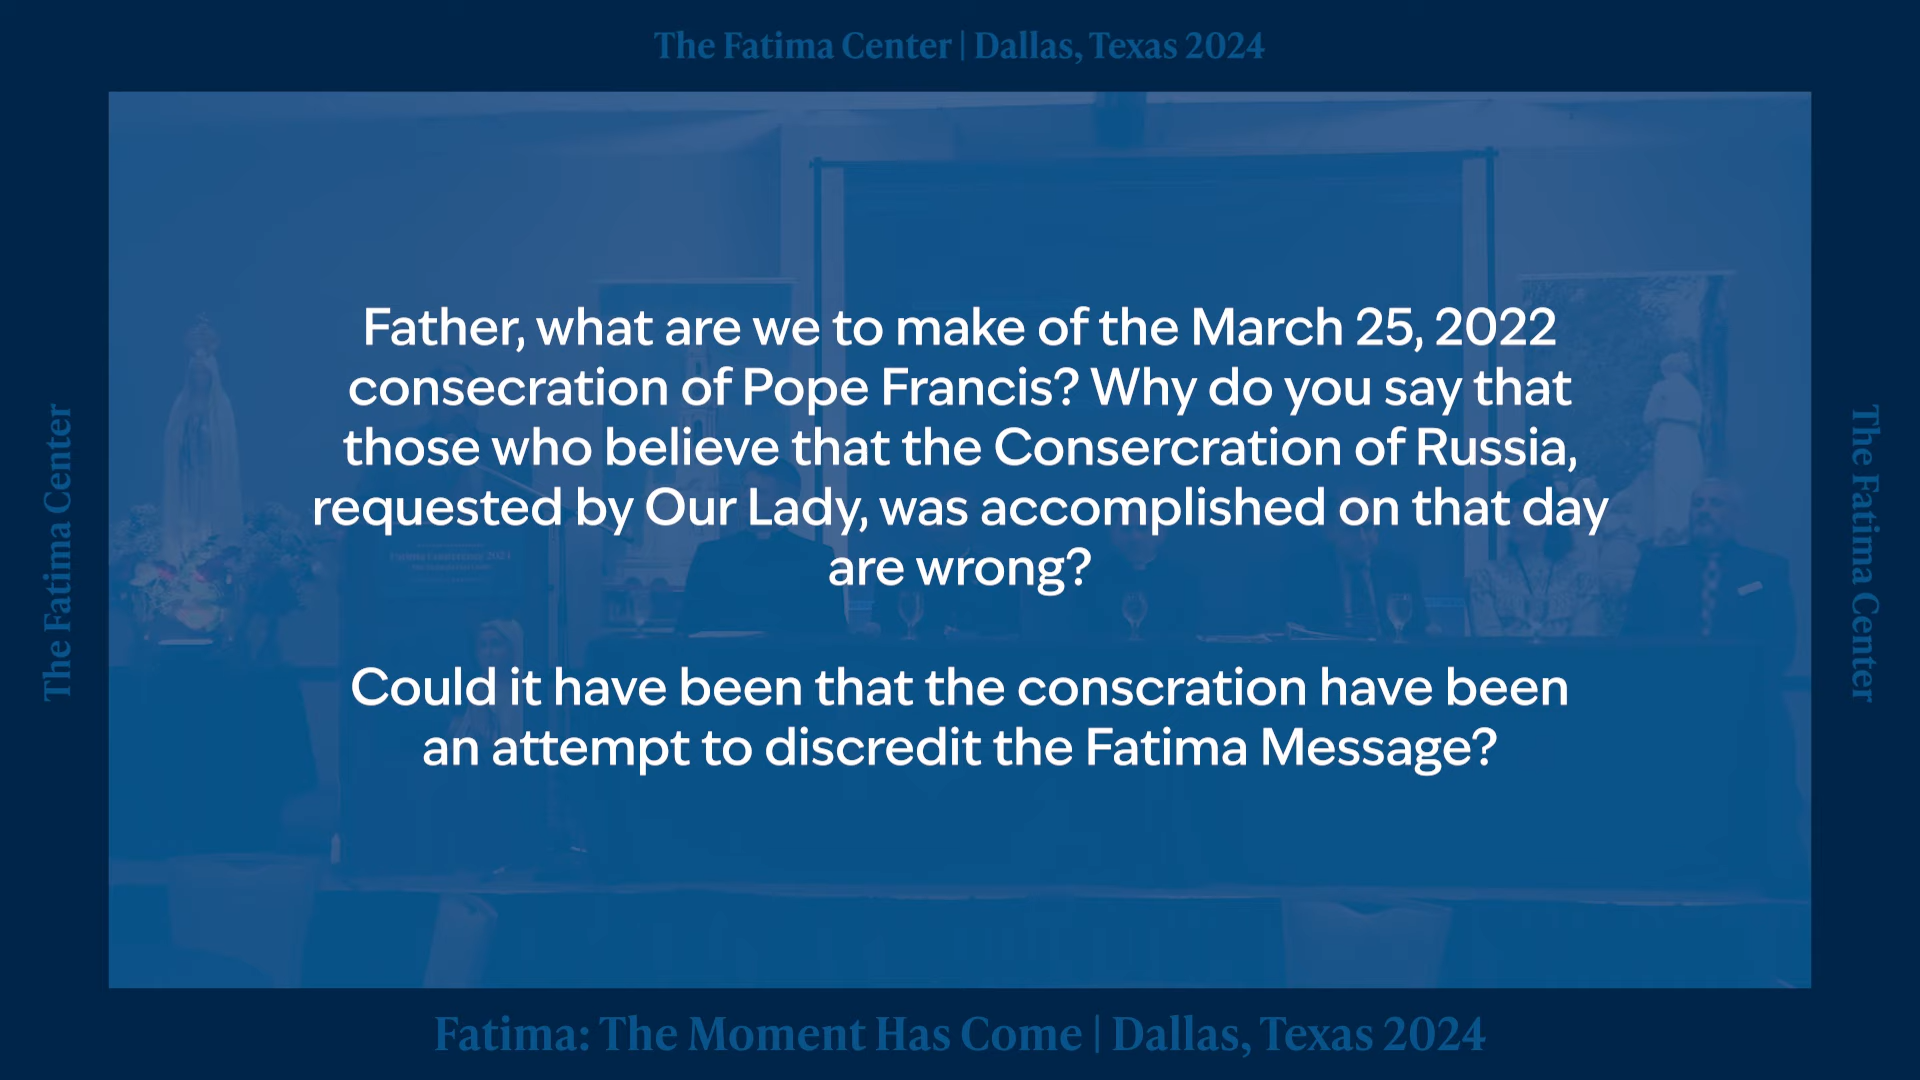 The Fatima Center | Dallas, Texas 2024
The Fatima Center
Father, what are we to make of the March 25, 2022
consecration of Pope Francis? Why do you say that
those who believe that the Consercration of Russia,
requested by Our Lady, was accomplished on that day
are wrong?
Could it have been that the conscration have been
an attempt to discredit the Fatima Message?
The Fatima Center
Fatima: The Moment Has Come | Dallas, Texas 2024